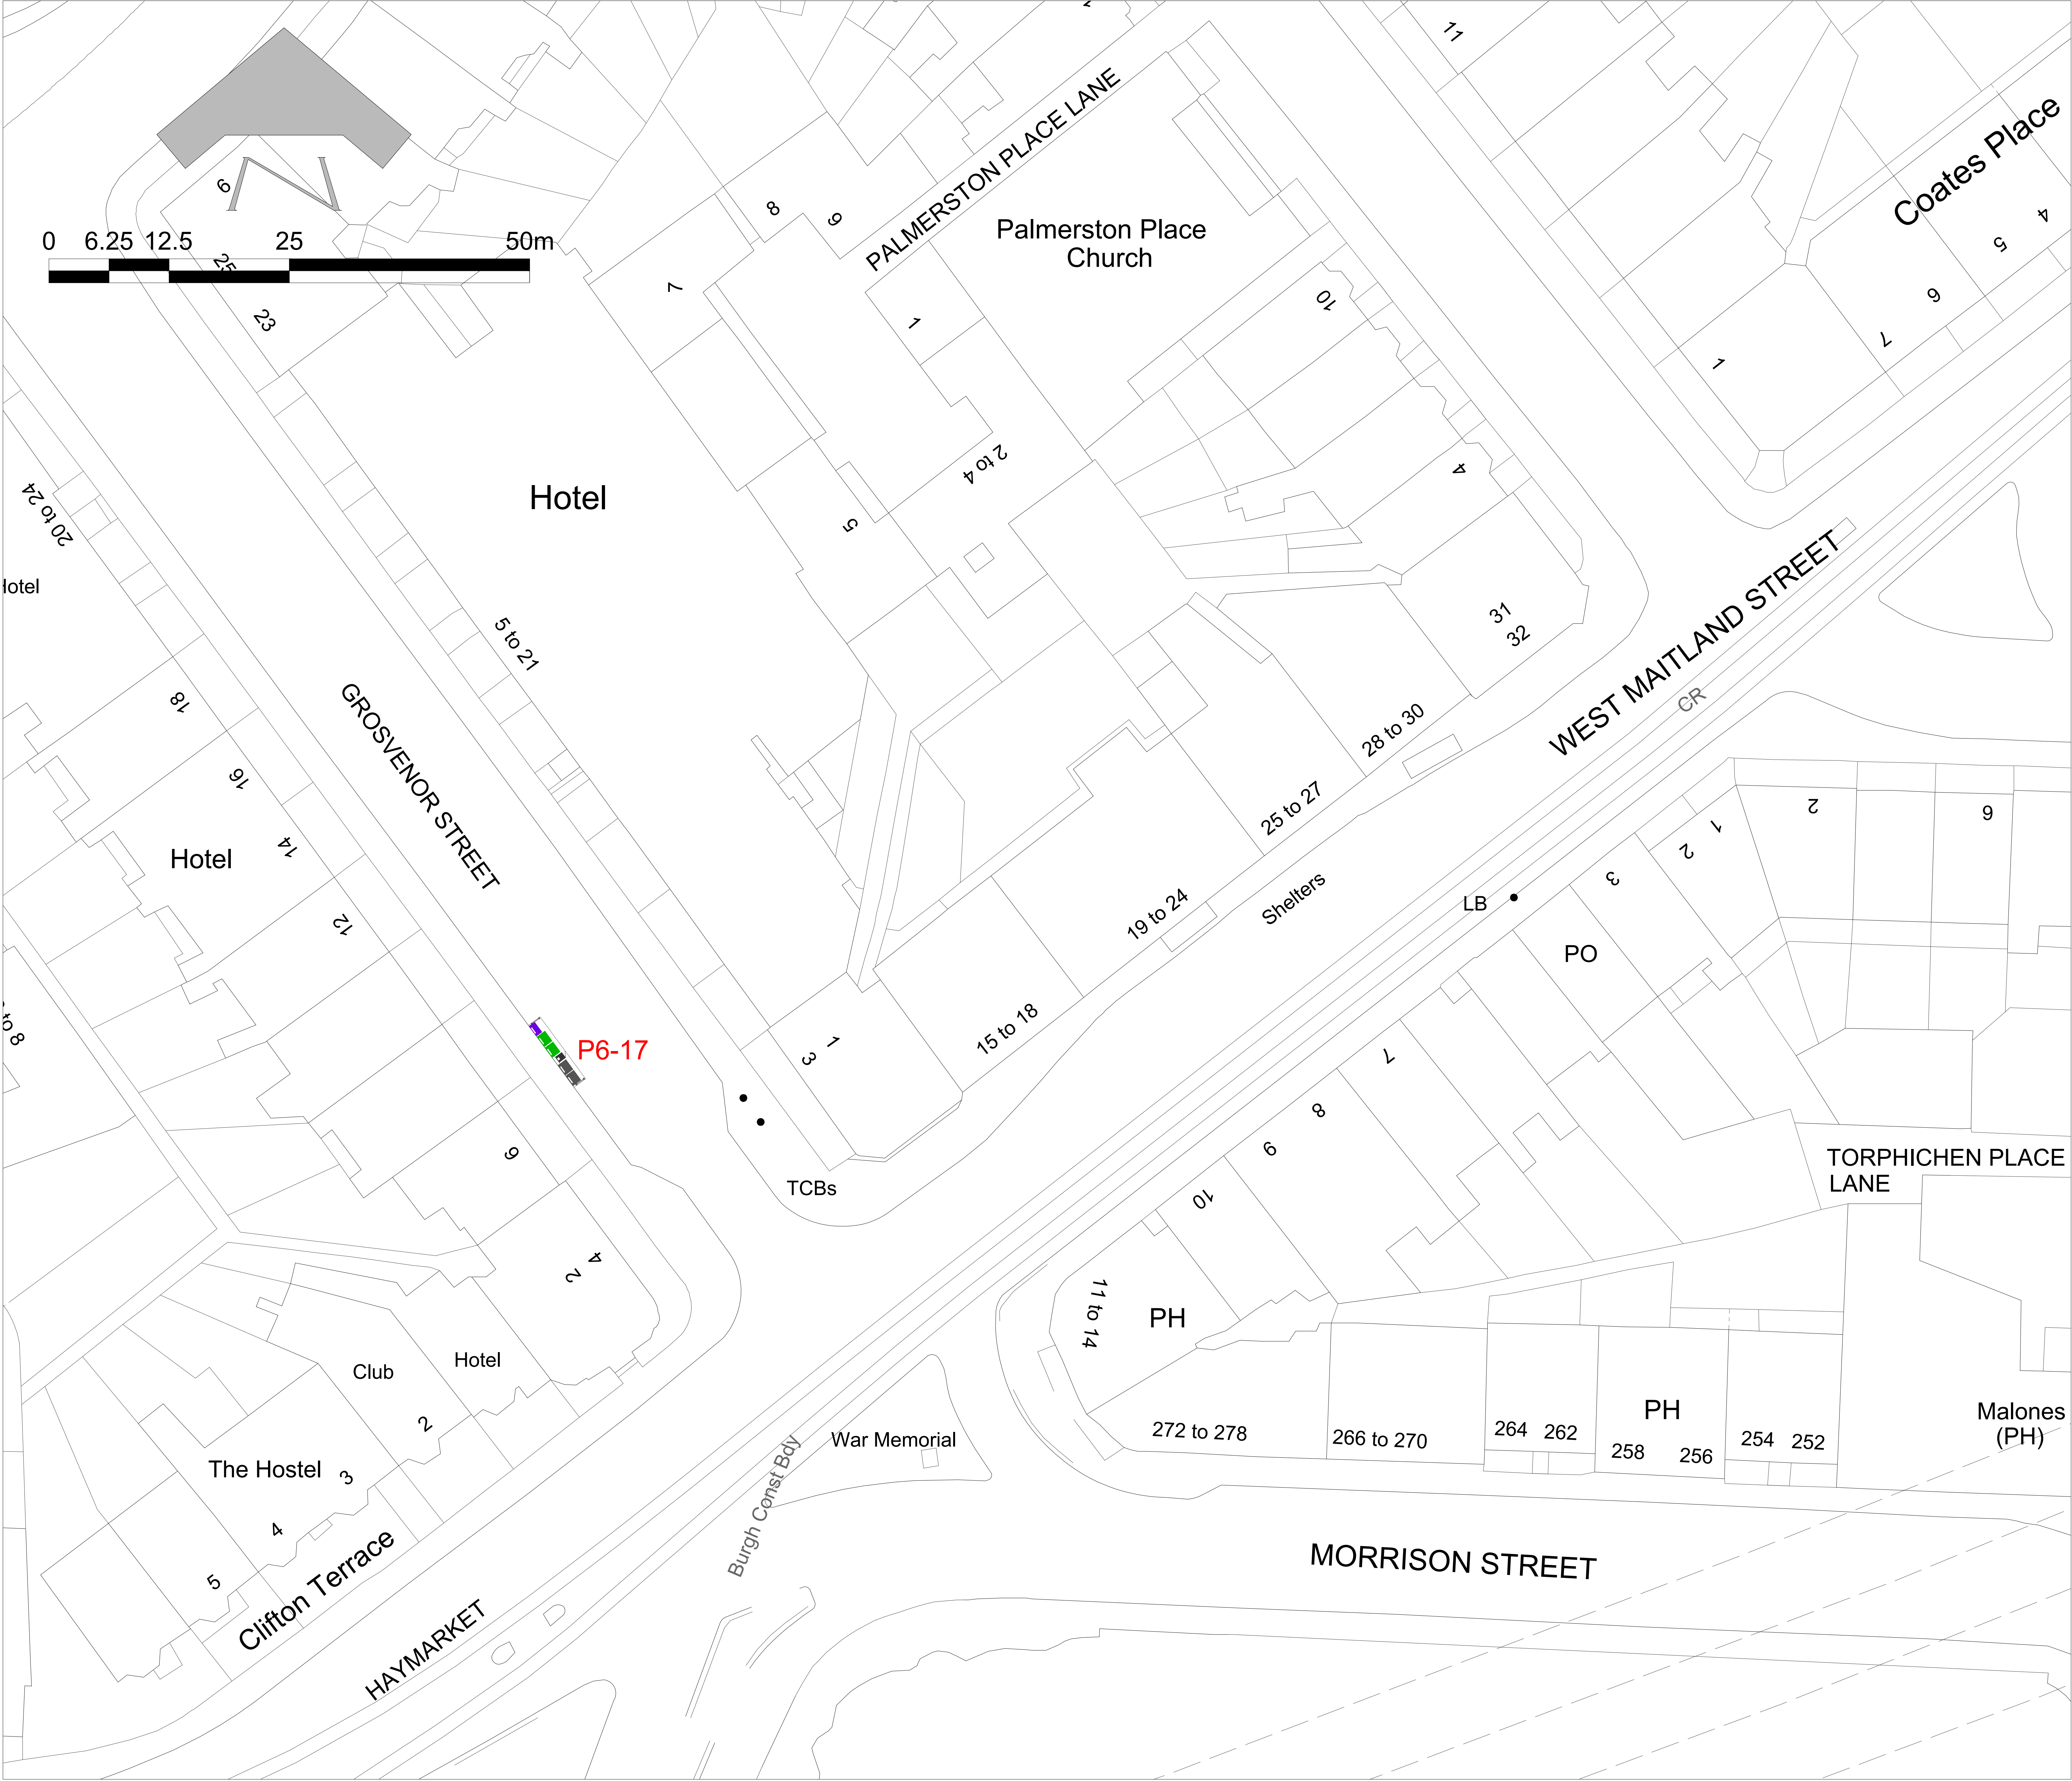 11
PALMERSTON PLACE LANE
Coates Place
4
5
6
7
1
N
6
0 6.25 12.5 25 50m
25
23
8
9
Palmerston Place
Church
7
1
10
2 to 4
4
5
Hotel
20 to 24
5 to 21
31
32
WEST MAITLAND STREET
CR
28 to 30
25 to 27
19 to 24
Shelters
15 to 18
18
16
14
12
Hotel
GROSVENOR STREET
P6-17
1
3
TCBs
LB
PO
1
2
3
2
6
7
8
9
10
11 to 14
PH
TORPHICHEN PLACE
LANE
to 8
6
4
2
Hotel
Club
2
The Hostel
3
4
5
Clifton Terrace
HAYMARKET
Burgh Const Bdy
War Memorial
272 to 278
266 to 270
264 262
PH
258 256
254 252
Malones
(PH)
MORRISON STREET